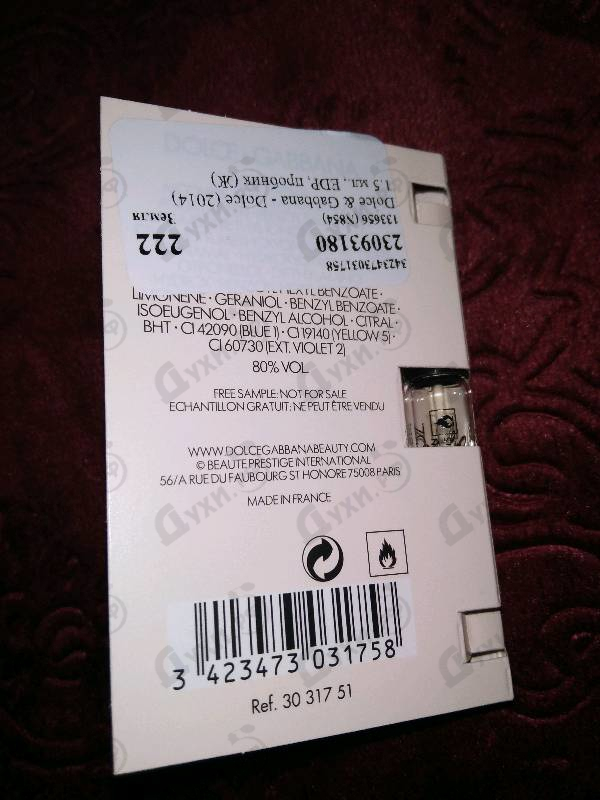 3423473031758
23093180 222
133656 (N854) Земля
Dolce & Gabbana - Dolce (2014)
1.5 мл., EDP, пробник (Ж)
LIMONENE · GERANIOL · BENZYL BENZOATE ·
ISOEUGENOL · BENZYL ALCOHOL · CITRAL ·
BHT · CI 42090 (BLUE 1) · CI 19140 (YELLOW 5) ·
CI 60730 (EXT. VIOLET 2)
80% VOL
FREE SAMPLE: NOT FOR SALE
ECHANTILLON GRATUIT: NE PEUT ÊTRE VENDU
WWW.DOLCEGABBANABEAUTY.COM
© BEAUTE PRESTIGE INTERNATIONAL
56/A RUE DU FAUBOURG ST HONORE 75008 PARIS
MADE IN FRANCE
3 423473 031758
Ref. 30 317 51